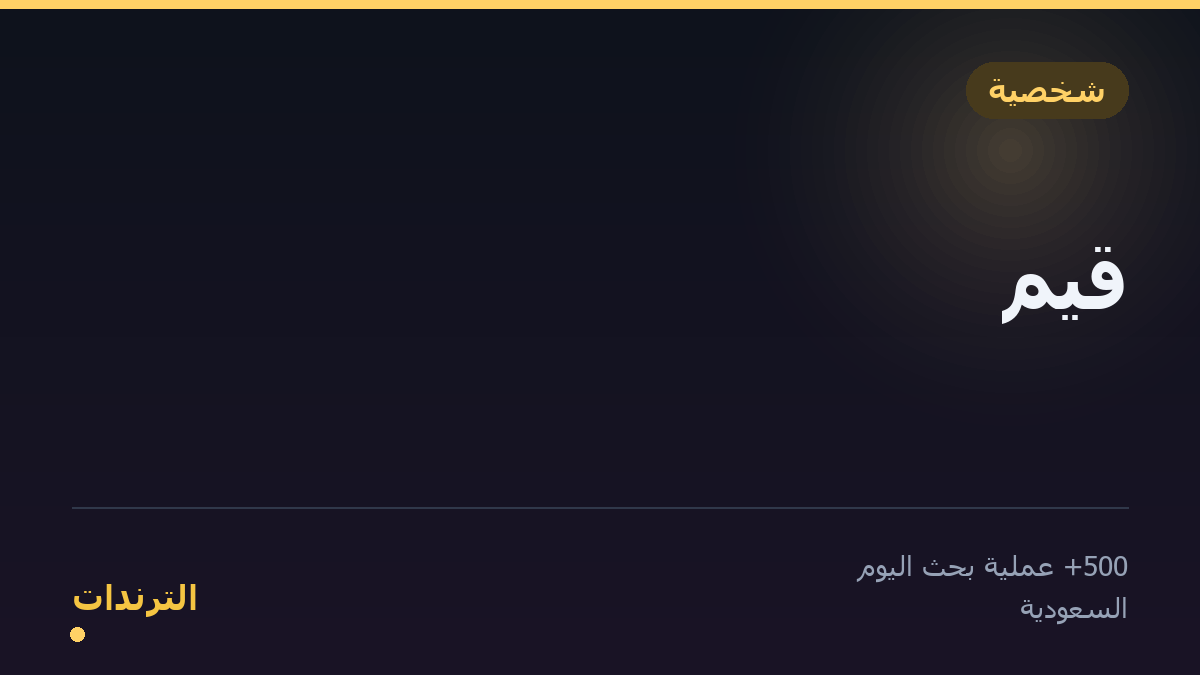 شخصية
قيم
500+ عملية بحث اليوم
السعودية
الترندات